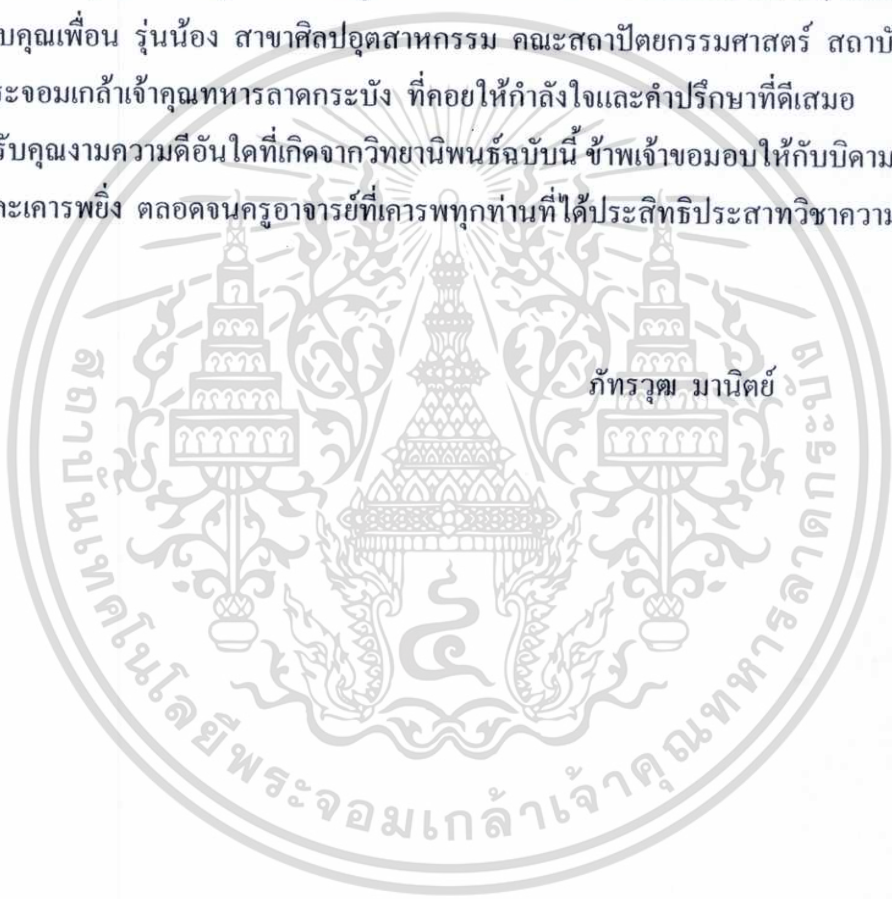 บคุณเพื่อน รุ่นน้อง สาขาศิลปอุตสาหกรรม คณะสถาปัตยกรรมศาสตร์ สถาบั
ระจอมเกล้าเจ้าคุณทหารลาดกระบัง ที่คอยให้กำลังใจและคำปรึกษาที่ดีเสมอ
รับคุณงามความดีอันใดที่เกิดจากวิทยานิพนธ์ฉบับนี้ ข้าพเจ้าขอมอบให้กับบิดาม
ละเคารพยิ่ง ตลอดจนครูอาจารย์ที่เคารพทุกท่านที่ได้ประสิทธิประสาทวิชาความ
ภัทรวุฒ มานิตย์
สถาบันเทคโนโลยีพระจอมเกล้าเจ้าคุณทหารลาดกระบัง
๔